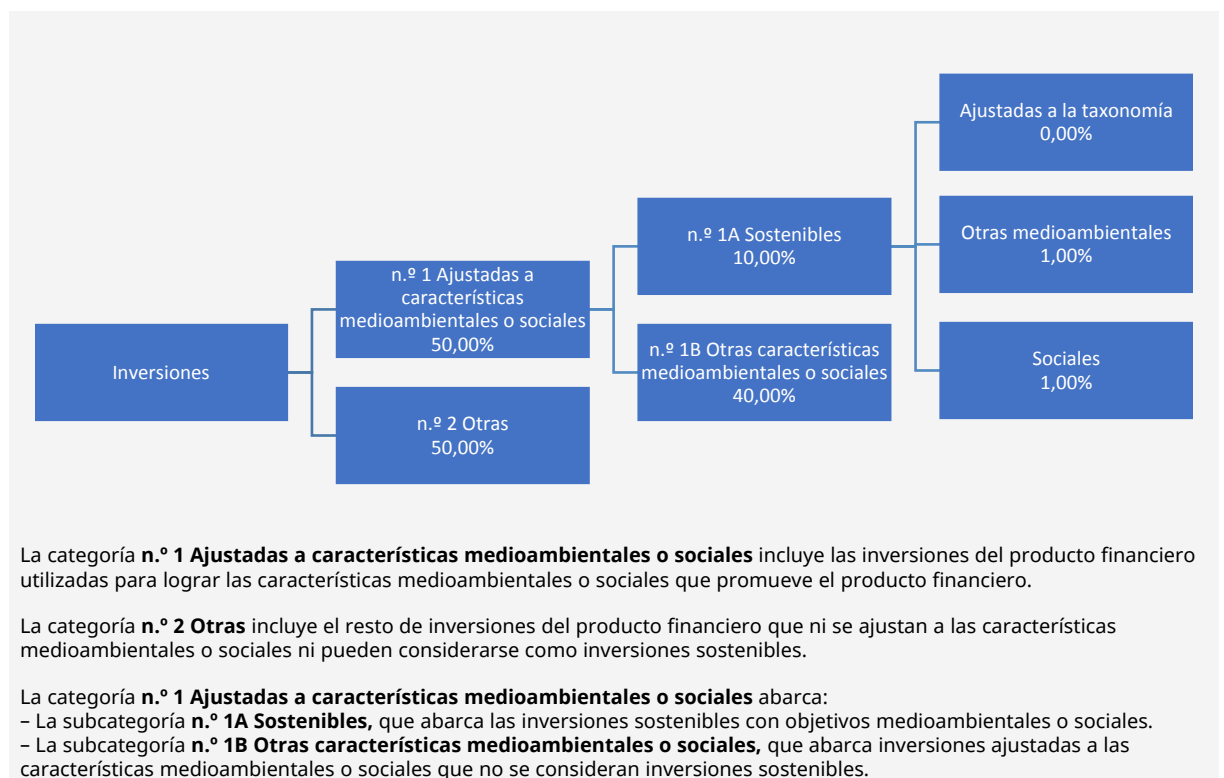 Ajustadas a la taxonomía
0,00%
n.º 1A Sostenibles
10,00%
Otras medioambientales
1,00%
n.º 1 Ajustadas a
características
medioambientales o sociales
50,00%
Inversiones
n.º 1B Otras características
medioambientales o sociales
40,00%
Sociales
1,00%
n.º 2 Otras
50,00%
La categoría n.º 1 Ajustadas a características medioambientales o sociales incluye las inversiones del producto financiero
utilizadas para lograr las características medioambientales o sociales que promueve el producto financiero.
La categoría n.º 2 Otras incluye el resto de inversiones del producto financiero que ni se ajustan a las características
medioambientales o sociales ni pueden considerarse como inversiones sostenibles.
La categoría n.º 1 Ajustadas a características medioambientales o sociales abarca:
– La subcategoría n.º 1A Sostenibles, que abarca las inversiones sostenibles con objetivos medioambientales o sociales.
– La subcategoría n.º 1B Otras características medioambientales o sociales, que abarca inversiones ajustadas a las
características medioambientales o sociales que no se consideran inversiones sostenibles.